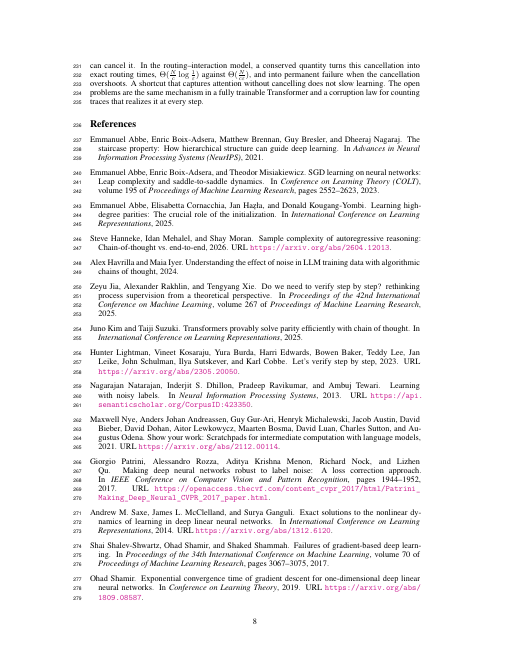 231 can cancel it. In the routing–interaction model, a conserved quantity turns this cancellation into
232 exact routing times, Θ(N/ℓ log 1/ε) against Θ(N/εε), and into permanent failure when the cancellation
233 overshoots. A shortcut that captures attention without cancelling does not slow learning. The open
234 problems are the same mechanism in a fully trainable Transformer and a corruption law for counting
235 traces that realizes it at every step.
236 References
237 Emmanuel Abbe, Enric Boix-Adsera, Matthew Brennan, Guy Bresler, and Dheeraj Nagaraj. The
238 staircase property: How hierarchical structure can guide deep learning. In Advances in Neural
239 Information Processing Systems (NeurIPS), 2021.
240 Emmanuel Abbe, Enric Boix-Adsera, and Theodor Misiakiewicz. SGD learning on neural networks:
241 Leap complexity and saddle-to-saddle dynamics. In Conference on Learning Theory (COLT),
242 volume 195 of Proceedings of Machine Learning Research, pages 2552–2623, 2023.
243 Emmanuel Abbe, Elisabetta Cornacchia, Jan Hązła, and Donald Kougang-Yombi. Learning high-
244 degree parities: The crucial role of the initialization. In International Conference on Learning
245 Representations, 2025.
246 Steve Hanneke, Idan Mehalel, and Shay Moran. Sample complexity of autoregressive reasoning:
247 Chain-of-thought vs. end-to-end, 2026. URL https://arxiv.org/abs/2604.12013.
248 Alex Havrilla and Maia Iyer. Understanding the effect of noise in LLM training data with algorithmic
249 chains of thought, 2024.
250 Zeyu Jia, Alexander Rakhlin, and Tengyang Xie. Do we need to verify step by step? rethinking
251 process supervision from a theoretical perspective. In Proceedings of the 42nd International
252 Conference on Machine Learning, volume 267 of Proceedings of Machine Learning Research,
253 2025.
254 Juno Kim and Taiji Suzuki. Transformers provably solve parity efficiently with chain of thought. In
255 International Conference on Learning Representations, 2025.
256 Hunter Lightman, Vineet Kosaraju, Yura Burda, Harri Edwards, Bowen Baker, Teddy Lee, Jan
257 Leike, John Schulman, Ilya Sutskever, and Karl Cobbe. Let's verify step by step, 2023. URL
258 https://arxiv.org/abs/2305.20050.
259 Nagarajan Natarajan, Inderjit S. Dhillon, Pradeep Ravikumar, and Ambuj Tewari. Learning
260 with noisy labels. In Neural Information Processing Systems, 2013. URL https://api.
261 semanticscholar.org/CorpusID:423350.
262 Maxwell Nye, Anders Johan Andreassen, Guy Gur-Ari, Henryk Michalewski, Jacob Austin, David
263 Bieber, David Dohan, Aitor Lewkowycz, Maarten Bosma, David Luan, Charles Sutton, and Au-
264 gustus Odena. Show your work: Scratchpads for intermediate computation with language models,
265 2021. URL https://arxiv.org/abs/2112.00114.
266 Giorgio Patrini, Alessandro Rozza, Aditya Krishna Menon, Richard Nock, and Lizhen
267 Qu. Making deep neural networks robust to label noise: A loss correction approach.
268 In IEEE Conference on Computer Vision and Pattern Recognition, pages 1944–1952,
269 2017. URL https://openaccess.thecvf.com/content_cvpr_2017/html/Patrini_
270 Making_Deep_Neural_CVPR_2017_paper.html.
271 Andrew M. Saxe, James L. McClelland, and Surya Ganguli. Exact solutions to the nonlinear dy-
272 namics of learning in deep linear neural networks. In International Conference on Learning
273 Representations, 2014. URL https://arxiv.org/abs/1312.6120.
274 Shai Shalev-Shwartz, Ohad Shamir, and Shaked Shammah. Failures of gradient-based deep learn-
275 ing. In Proceedings of the 34th International Conference on Machine Learning, volume 70 of
276 Proceedings of Machine Learning Research, pages 3067–3075, 2017.
277 Ohad Shamir. Exponential convergence time of gradient descent for one-dimensional deep linear
278 neural networks. In Conference on Learning Theory, 2019. URL https://arxiv.org/abs/
279 1809.08587.
8